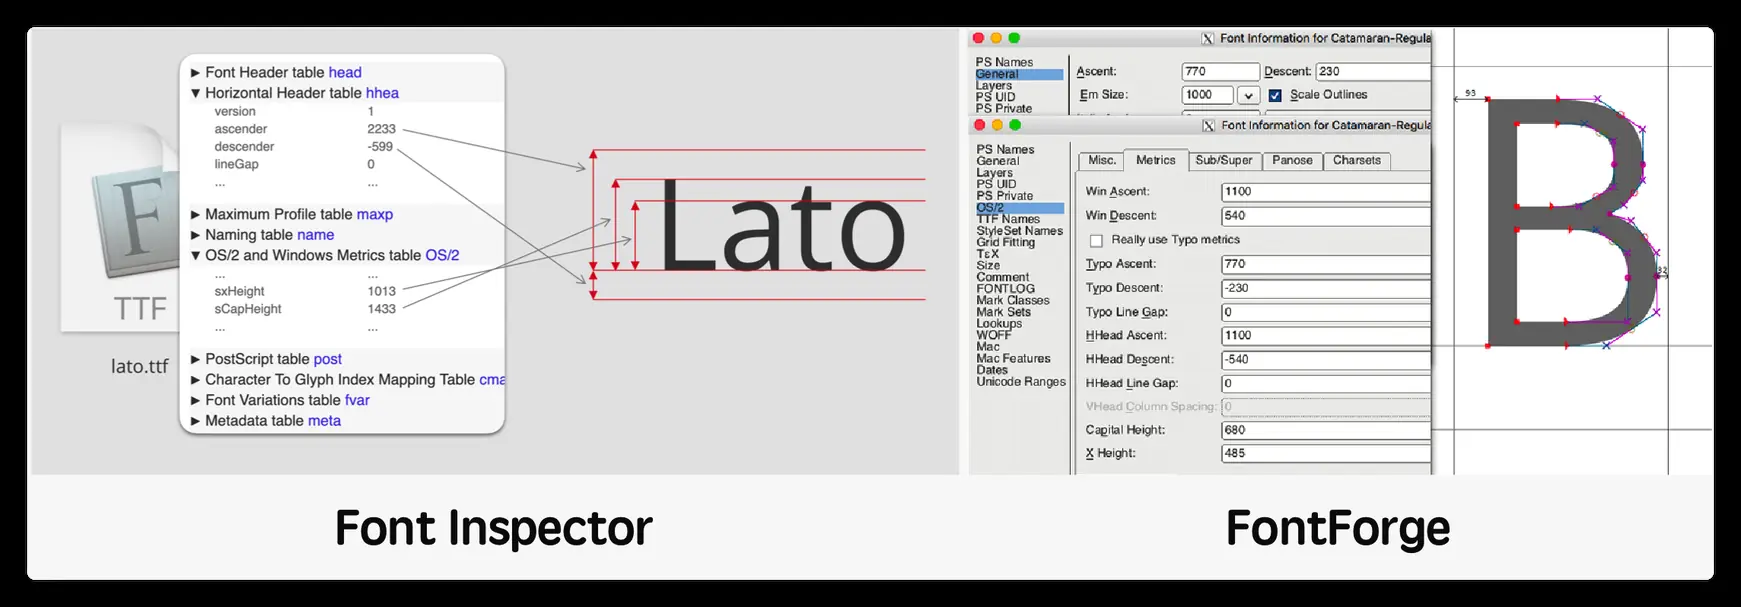 ▶ Font Header table head
▼ Horizontal Header table hhea
version 1
ascender 2233
descender -599
lineGap 0
... ...
▶ Maximum Profile table maxp
▶ Naming table name
▼ OS/2 and Windows Metrics table OS/2
... ...
sxHeight 1013
sCapHeight 1433
... ...
▶ PostScript table post
▶ Character To Glyph Index Mapping Table cma
▶ Font Variations table fvar
▶ Metadata table meta
F
TTF
lato.ttf
Lato
Font Inspector
X Font Information for Catamaran-Regula
PS Names
General
Layers
PS UID
PS Private
Ascent: 770 Descent: 230
Em Size: 1000 Scale Outlines
X Font Information for Catamaran-Regula
PS Names
General
Layers
PS UID
PS Private
OS/2
TTF Names
StyleSet Names
Grid Fitting
TεX
Size
Comment
FONTLOG
Mark Classes
Mark Sets
Lookups
WOFF
Mac
Mac Features
Dates
Unicode Ranges
Misc. Metrics Sub/Super Panose Charsets
Win Ascent: 1100
Win Descent: 540
Really use Typo metrics
Typo Ascent: 770
Typo Descent: -230
Typo Line Gap: 0
HHead Ascent: 1100
HHead Descent: -540
HHead Line Gap: 0
VHead Column Spacing: 0
Capital Height: 680
X Height: 485
93
B
32
FontForge